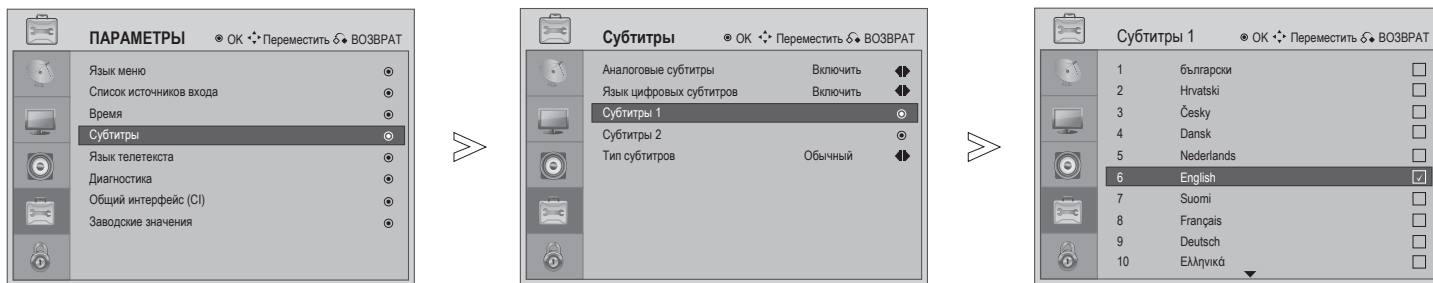 ПАРАМЕТРЫ OK Переместить ВОЗВРАТ
Язык меню
Список источников входа
Время
Субтитры
Язык телетекста
Диагностика
Общий интерфейс (CI)
Заводские значения
Субтитры OK Переместить ВОЗВРАТ
Аналоговые субтитры Включить
Язык цифровых субтитров Включить
Субтитры 1
Субтитры 2
Тип субтитров Обычный
Субтитры 1 OK Переместить ВОЗВРАТ
1 български
2 Hrvatski
3 Česky
4 Dansk
5 Nederlands
6 English
7 Suomi
8 Français
9 Deutsch
10 Ελληνικά